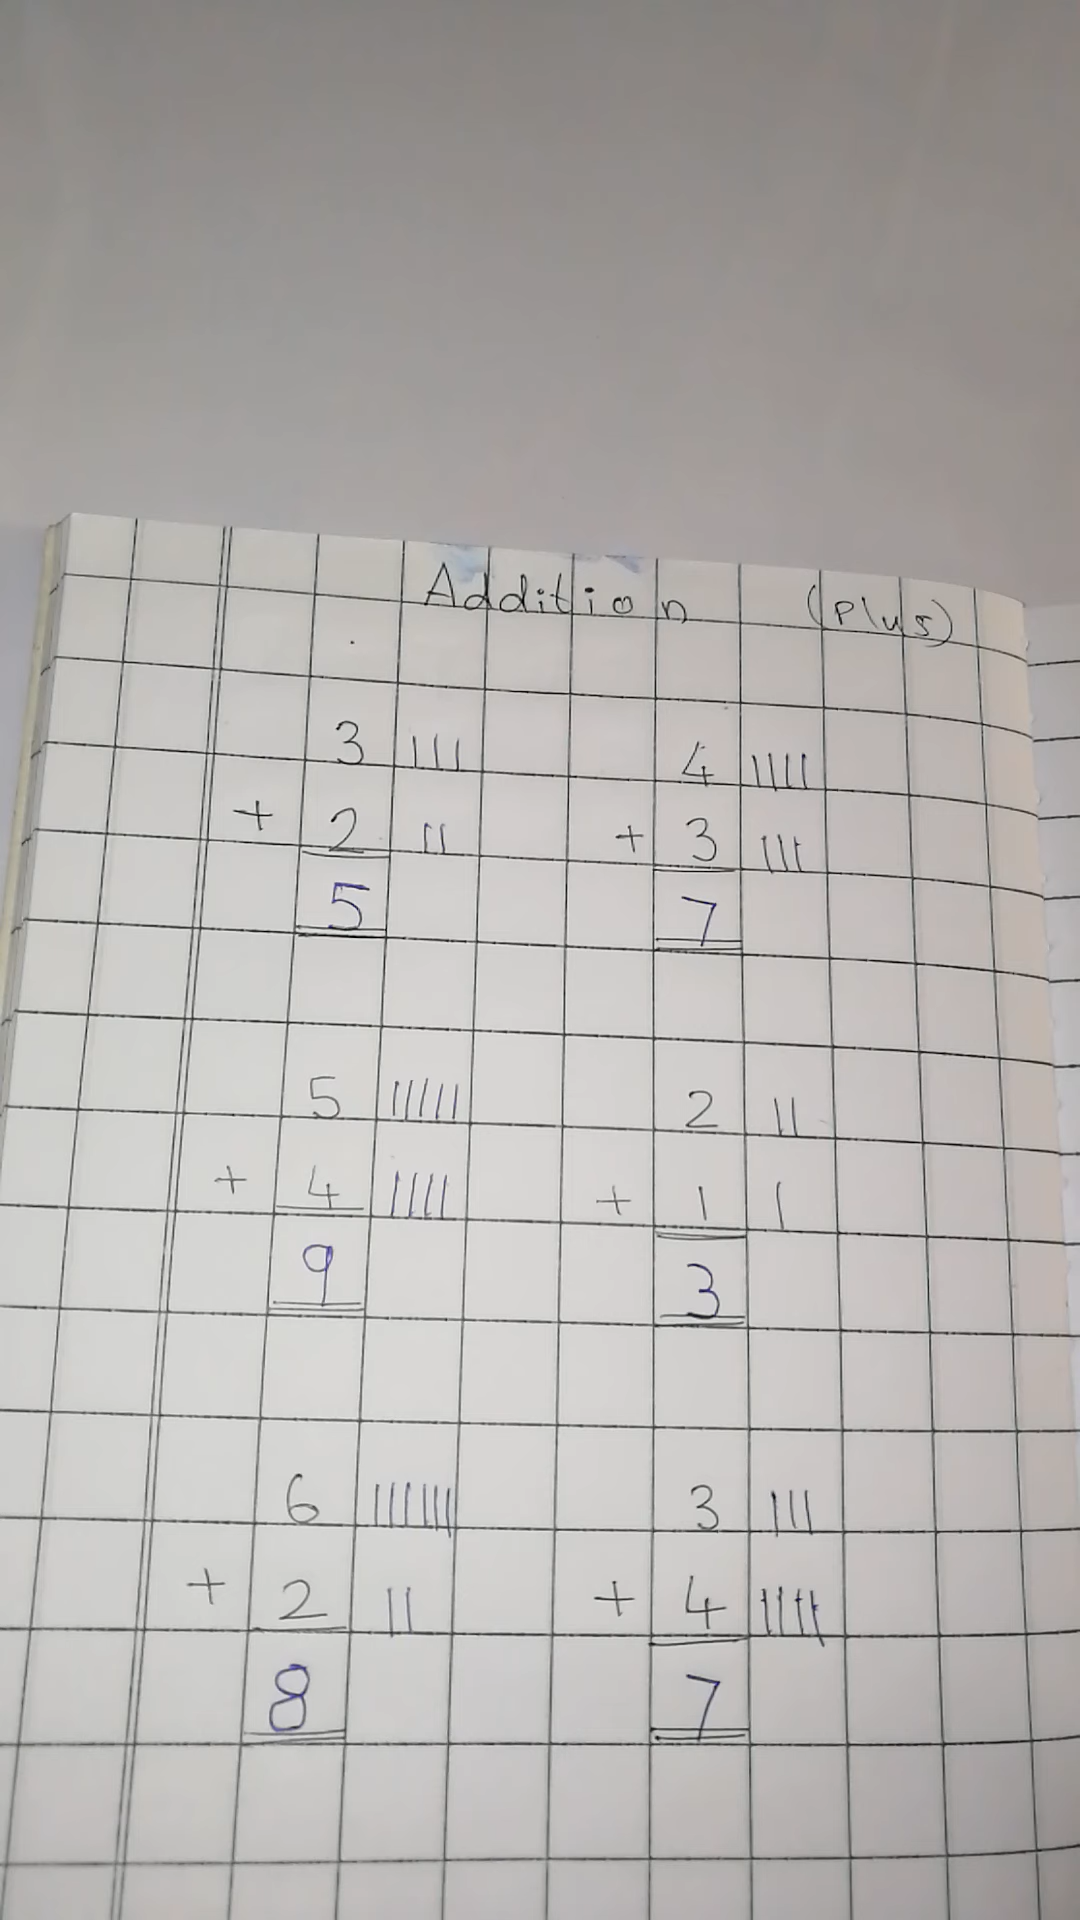 Addition (Plus)
3 ||| 4 ||||
+ 2 || + 3 |||
5 7
5 ||||| 2 ||
+ 4 |||| + 1 |
9 3
6 |||||| 3 |||
+ 2 || + 4 ||||
8 7